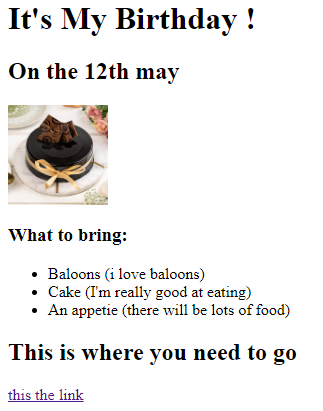 It's My Birthday !
On the 12th may
What to bring:
Baloons (i love baloons)
Cake (I'm really good at eating)
An appetie (there will be lots of food)
This is where you need to go
this the link